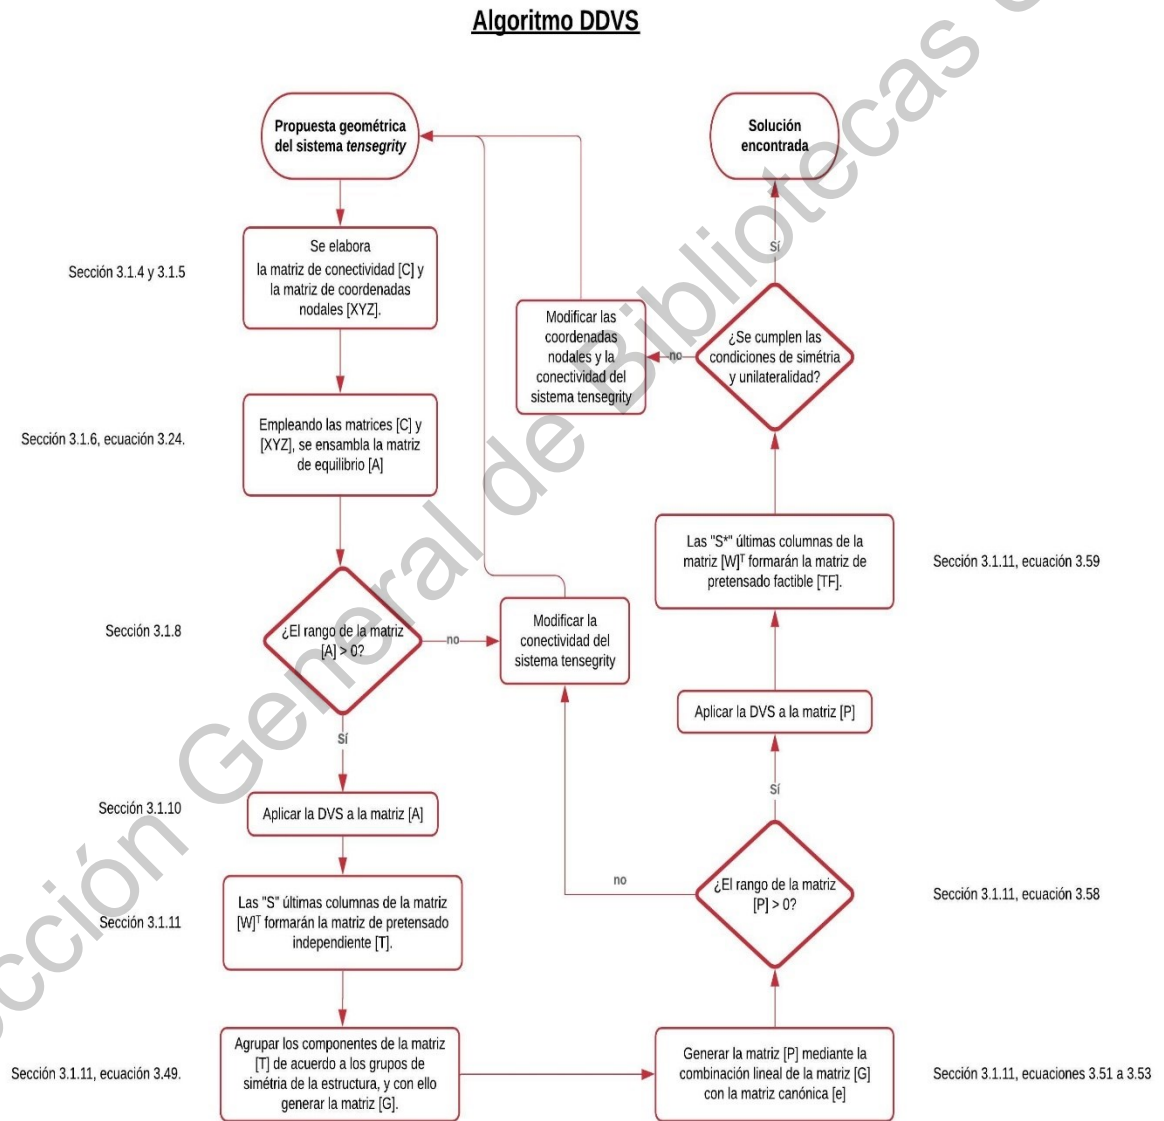 Algoritmo DDVS
Propuesta geométrica
del sistema tensegrity
Sección 3.1.4 y 3.1.5
Se elabora
la matriz de conectividad [C] y
la matriz de coordenadas
nodales [XYZ].
Sección 3.1.6, ecuación 3.24.
Empleando las matrices [C] y
[XYZ], se ensambla la matriz
de equilibrio [A]
Sección 3.1.8
¿El rango de la matriz
[A] > 0?
no
Modificar la
conectividad del
sistema tensegrity
Sí
Sección 3.1.10
Aplicar la DVS a la matriz [A]
Sección 3.1.11
Las "S" últimas columnas de la matriz
[W]ᵀ formarán la matriz de pretensado
independiente [T].
Sección 3.1.11, ecuación 3.49.
Agrupar los componentes de la matriz
[T] de acuerdo a los grupos de
simétria de la estructura, y con ello
generar la matriz [G].
Generar la matriz [P] mediante la
combinación lineal de la matriz [G]
con la matriz canónica [e]
Sección 3.1.11, ecuaciones 3.51 a 3.53
¿El rango de la matriz
[P] > 0?
Sección 3.1.11, ecuación 3.58
no
Sí
Aplicar la DVS a la matriz [P]
Las "S*" últimas columnas de la
matriz [W]ᵀ formarán la matriz de
pretensado factible [TF].
Sección 3.1.11, ecuación 3.59
¿Se cumplen las
condiciones de simétria
y unilateralidad?
no
Modificar las
coordenadas
nodales y la
conectividad del
sistema tensegrity
Sí
Solución
encontrada
cción General de Bibliotecas